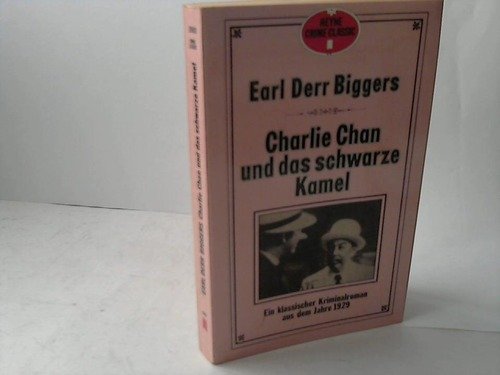 HEYNE
CRIME CLASSIC
Earl Derr Biggers
Charlie Chan
und das schwarze
Kamel
Ein klassischer Kriminalroman
aus dem Jahre 1929
EARL DERR BIGGERS Charlie Chan und das schwarze Kamel